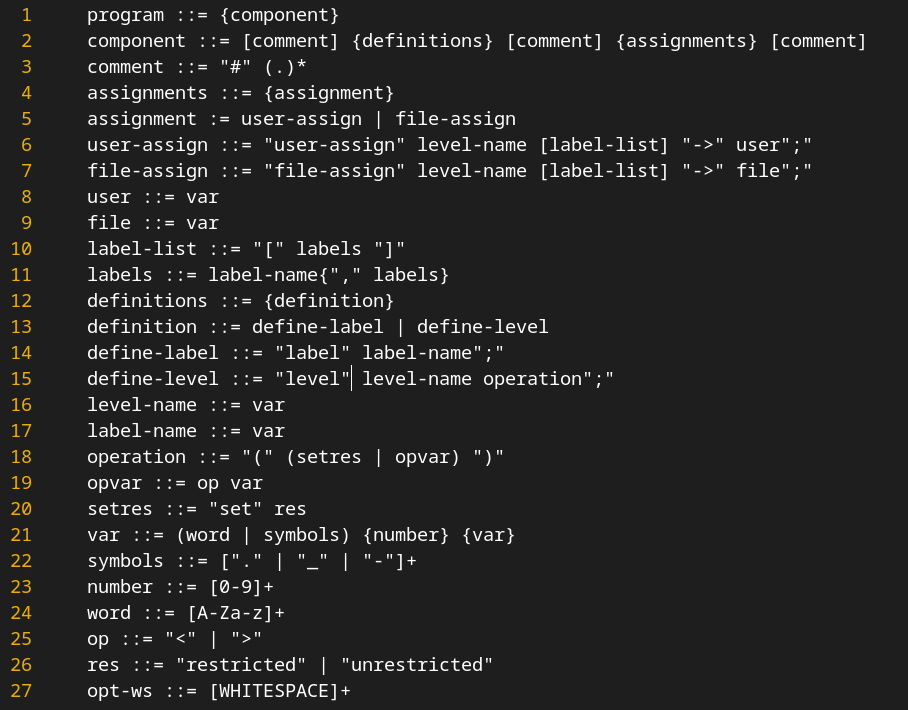 1 program ::= {component}
2 component ::= [comment] {definitions} [comment] {assignments} [comment]
3 comment ::= "#" (.)*
4 assignments ::= {assignment}
5 assignment := user-assign | file-assign
6 user-assign ::= "user-assign" level-name [label-list] "->" user";"
7 file-assign ::= "file-assign" level-name [label-list] "->" file";"
8 user ::= var
9 file ::= var
10 label-list ::= "[" labels "]"
11 labels ::= label-name{"," labels}
12 definitions ::= {definition}
13 definition ::= define-label | define-level
14 define-label ::= "label" label-name";"
15 define-level ::= "level" level-name operation";"
16 level-name ::= var
17 label-name ::= var
18 operation ::= "(" (setres | opvar) ")"
19 opvar ::= op var
20 setres ::= "set" res
21 var ::= (word | symbols) {number} {var}
22 symbols ::= ["." | "_" | "-"]+
23 number ::= [0-9]+
24 word ::= [A-Za-z]+
25 op ::= "<" | ">"
26 res ::= "restricted" | "unrestricted"
27 opt-ws ::= [WHITESPACE]+